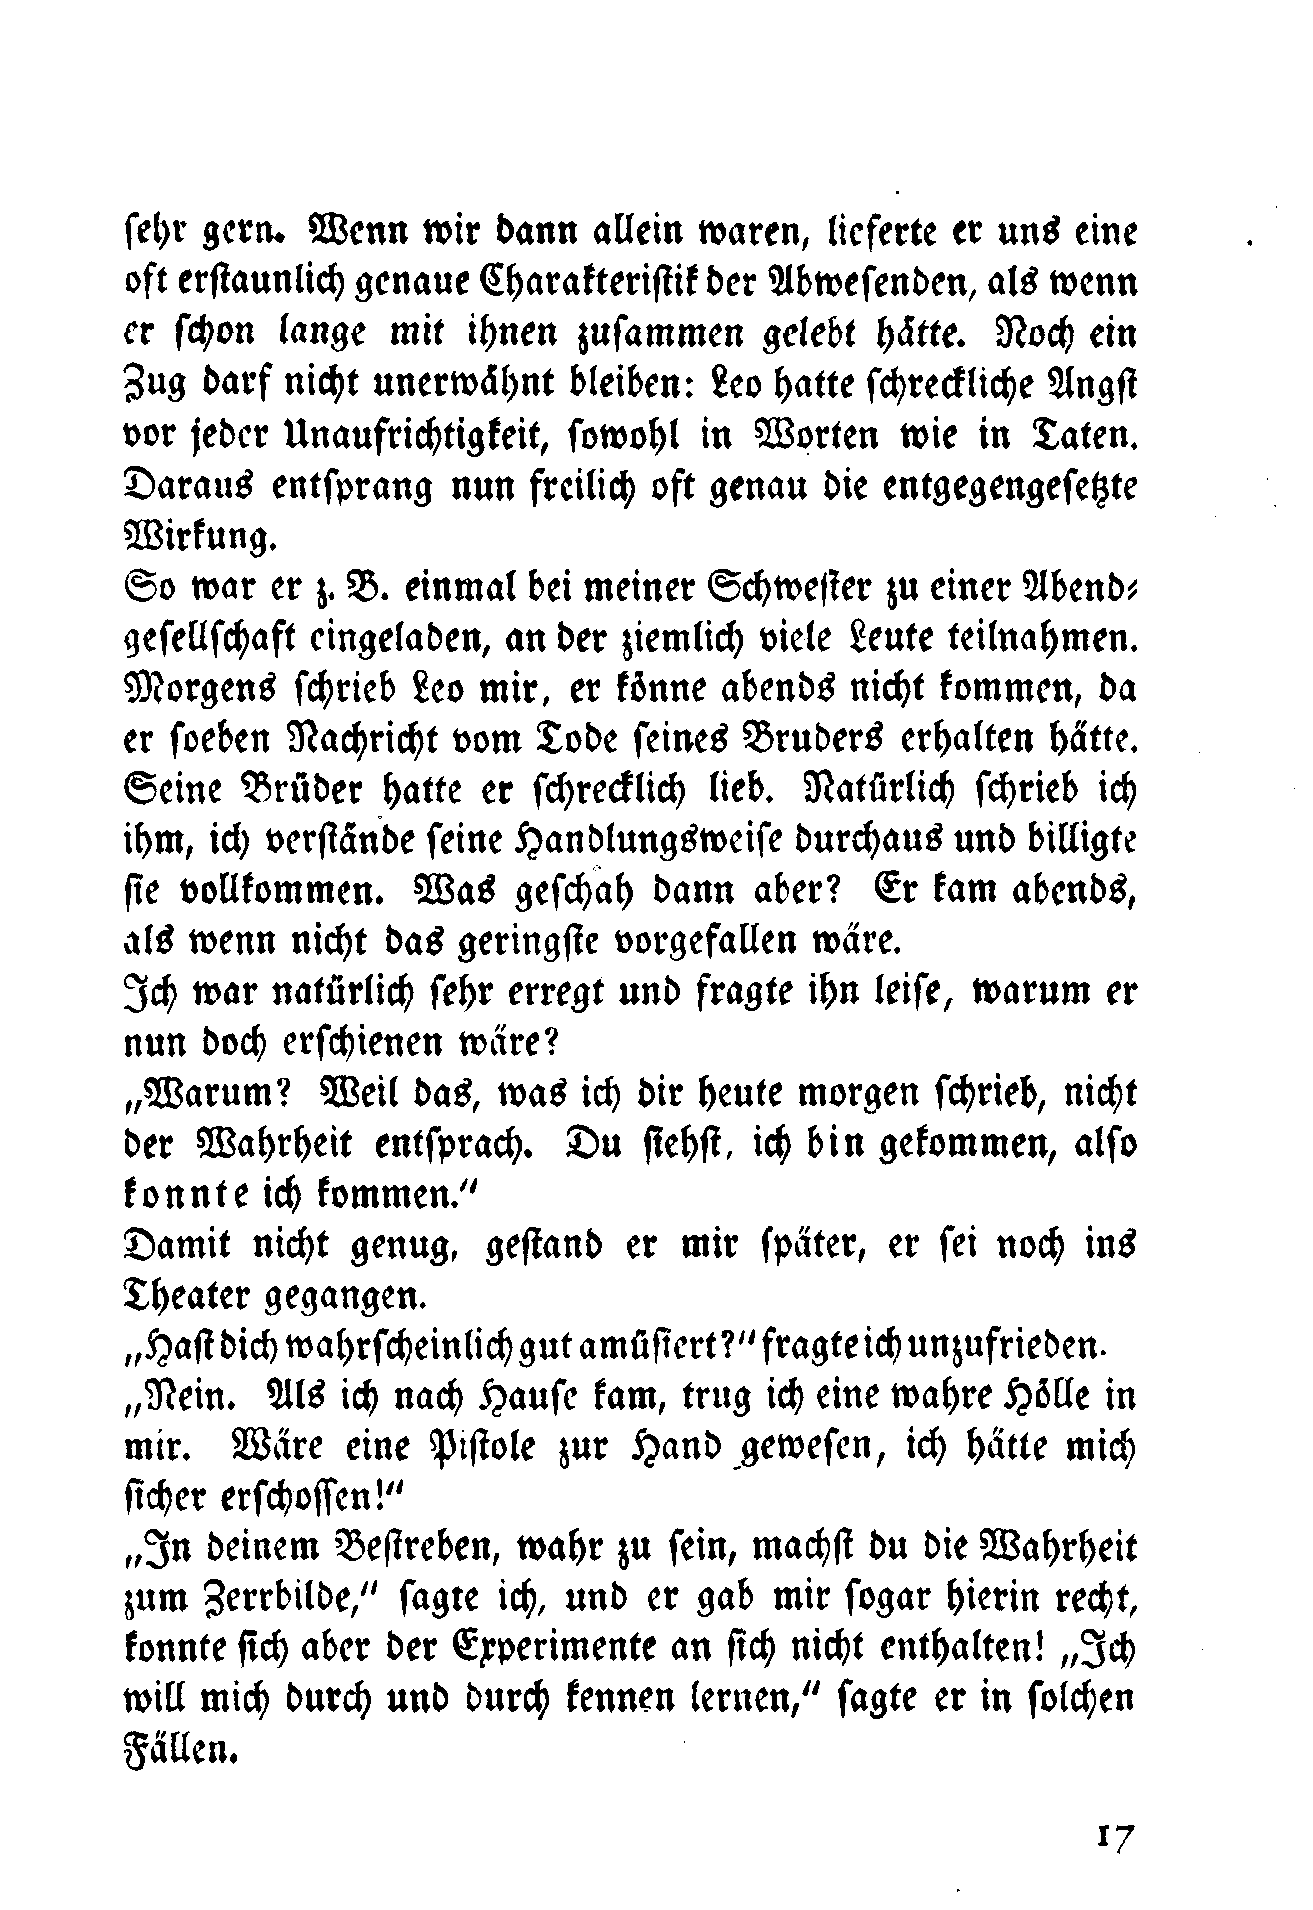 sehr gern. Wenn wir dann allein waren, lieferte er uns eine
oft erstaunlich genaue Charakteristik der Abwesenden, als wenn
er schon lange mit ihnen zusammen gelebt hätte. Noch ein
Zug darf nicht unerwähnt bleiben: Leo hatte schreckliche Angst
vor jeder Unaufrichtigkeit, sowohl in Worten wie in Taten.
Daraus entsprang nun freilich oft genau die entgegengesetzte
Wirkung.
So war er z. B. einmal bei meiner Schwester zu einer Abend-
gesellschaft eingeladen, an der ziemlich viele Leute teilnahmen.
Morgens schrieb Leo mir, er könne abends nicht kommen, da
er soeben Nachricht vom Tode seines Bruders erhalten hätte.
Seine Brüder hatte er schrecklich lieb. Natürlich schrieb ich
ihm, ich verstände seine Handlungsweise durchaus und billigte
sie vollkommen. Was geschah dann aber? Er kam abends,
als wenn nicht das geringste vorgefallen wäre.
Ich war natürlich sehr erregt und fragte ihn leise, warum er
nun doch erschienen wäre?
„Warum? Weil das, was ich dir heute morgen schrieb, nicht
der Wahrheit entsprach. Du siehst, ich bin gekommen, also
konnte ich kommen.“
Damit nicht genug, gestand er mir später, er sei noch ins
Theater gegangen.
„Hast dich wahrscheinlich gut amüsiert?“ fragte ich unzufrieden.
„Nein. Als ich nach Hause kam, trug ich eine wahre Hölle in
mir. Wäre eine Pistole zur Hand gewesen, ich hätte mich
sicher erschossen!“
„In deinem Bestreben, wahr zu sein, machst du die Wahrheit
zum Zerrbilde,“ sagte ich, und er gab mir sogar hierin recht,
konnte sich aber der Experimente an sich nicht enthalten! „Ich
will mich durch und durch kennen lernen,“ sagte er in solchen
Fällen.
17